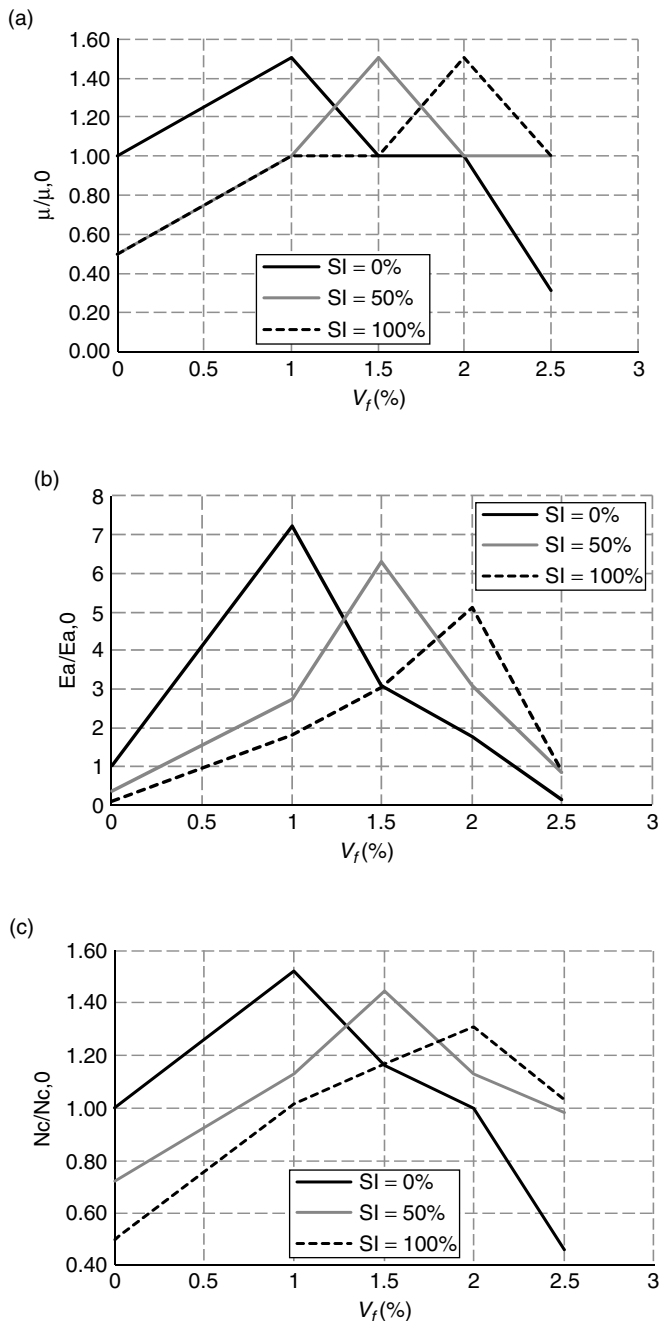 (a)
1.60
1.40
1.20
1.00
0.80
0.60
0.40
0.20
0.00
μ/μ,0
SI = 0%
SI = 50%
SI = 100%
0 0.5 1 1.5 2 2.5 3
Vf(%)
(b)
8
7
6
5
4
3
2
1
0
Ea/Ea,0
SI = 0%
SI = 50%
SI = 100%
0 0.5 1 1.5 2 2.5 3
Vf(%)
(c)
1.60
1.40
1.20
1.00
0.80
0.60
0.40
Nc/Nc,0
SI = 0%
SI = 50%
SI = 100%
0 0.5 1 1.5 2 2.5 3
Vf(%)